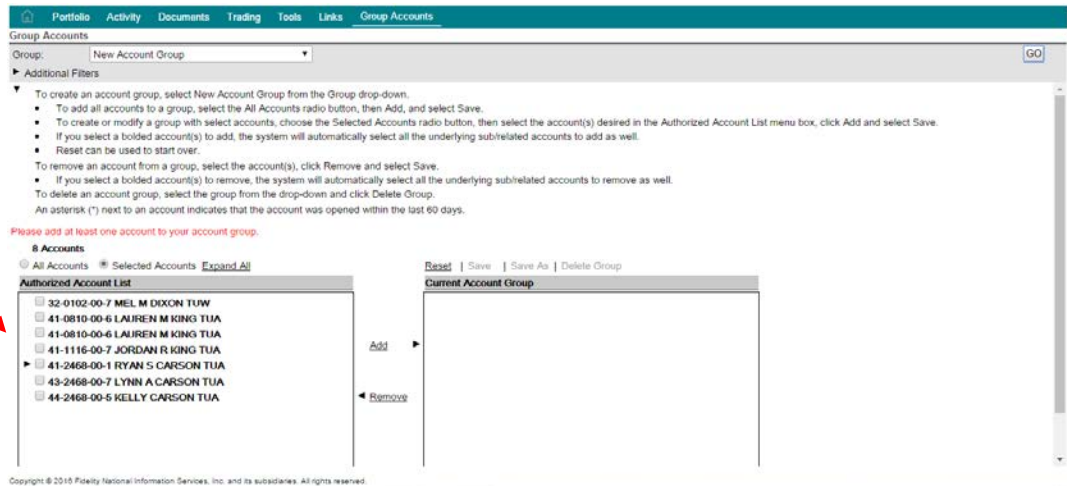 Portfolio Activity Documents Trading Tools Links Group Accounts
Group Accounts
Group: New Account Group GO
Additional Filters
To create an account group, select New Account Group from the Group drop-down.
To add all accounts to a group, select the All Accounts radio button, then Add, and select Save.
To create or modify a group with select accounts, choose the Selected Accounts radio button, then select the account(s) desired in the Authorized Account List menu box, click Add and select Save.
If you select a bolded account(s) to add, the system will automatically select all the underlying sub/related accounts to add as well.
Reset can be used to start over.
To remove an account from a group, select the account(s), click Remove and select Save.
If you select a bolded account(s) to remove, the system will automatically select all the underlying sub/related accounts to remove as well.
To delete an account group, select the group from the drop-down and click Delete Group.
An asterisk (*) next to an account indicates that the account was opened within the last 60 days.
Please add at least one account to your account group.
8 Accounts
All Accounts Selected Accounts Expand All
Reset | Save | Save As | Delete Group
Authorized Account List
Current Account Group
32-0102-00-7 MEL M DIXON TUW
41-0810-00-6 LAUREN M KING TUA
41-0810-00-6 LAUREN M KING TUA
41-1116-00-7 JORDAN R KING TUA
41-2468-00-1 RYAN S CARSON TUA
43-2468-00-7 LYNN A CARSON TUA
44-2468-00-5 KELLY CARSON TUA
Add
Remove
Copyright © 2016 Fidelity National Information Services, Inc. and its subsidiaries. All rights reserved.